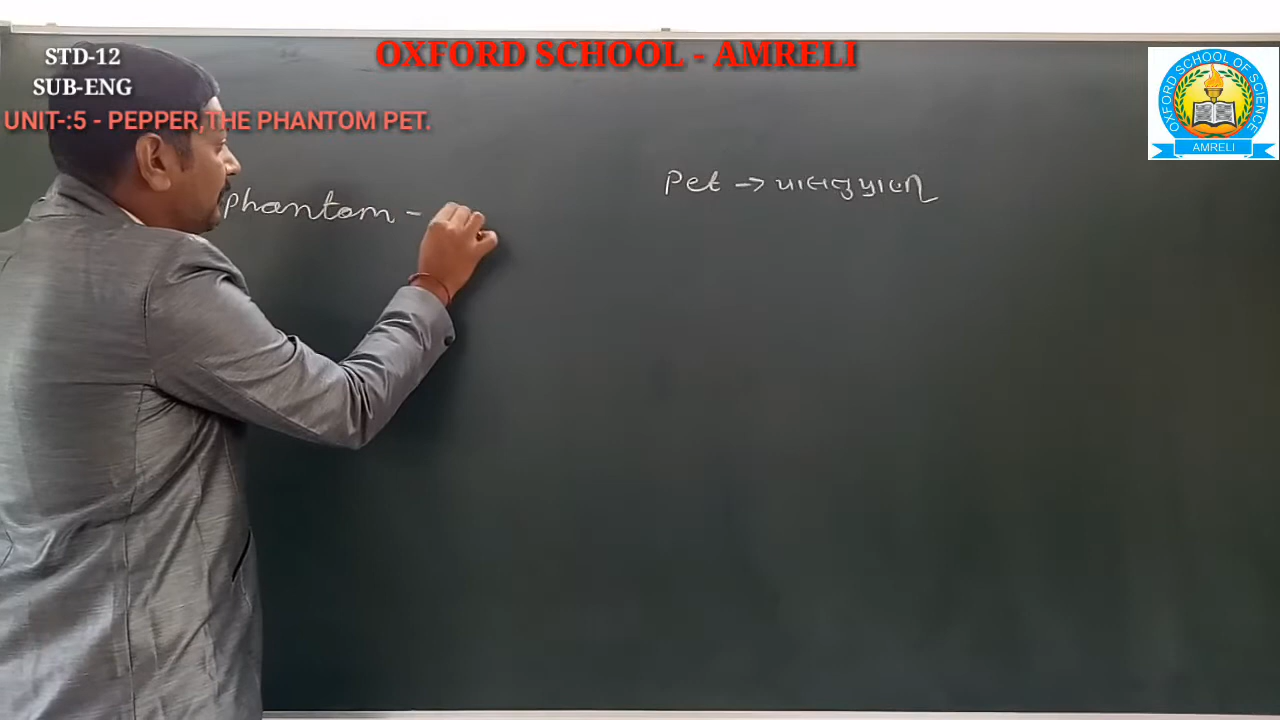 STD-12
SUB-ENG
OXFORD SCHOOL - AMRELI
UNIT-:5 - PEPPER,THE PHANTOM PET.
OXFORD SCHOOL OF SCIENCE
AMRELI
Pet → પાલતુ પ્રાણી
Phantom -